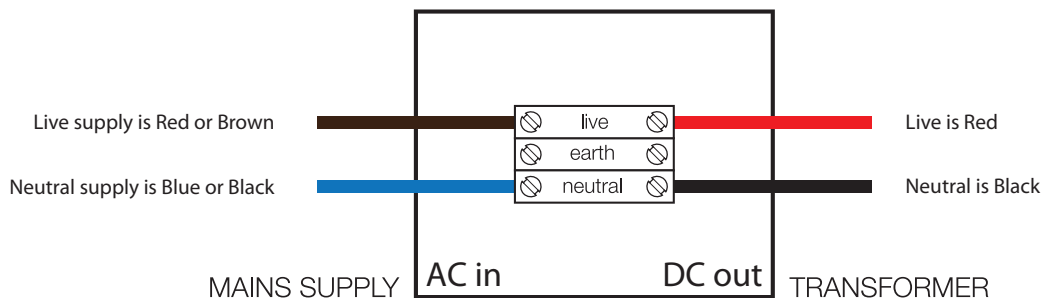 Live supply is Red or Brown
live
Live is Red
earth
Neutral supply is Blue or Black
neutral
Neutral is Black
MAINS SUPPLY
AC in
DC out
TRANSFORMER